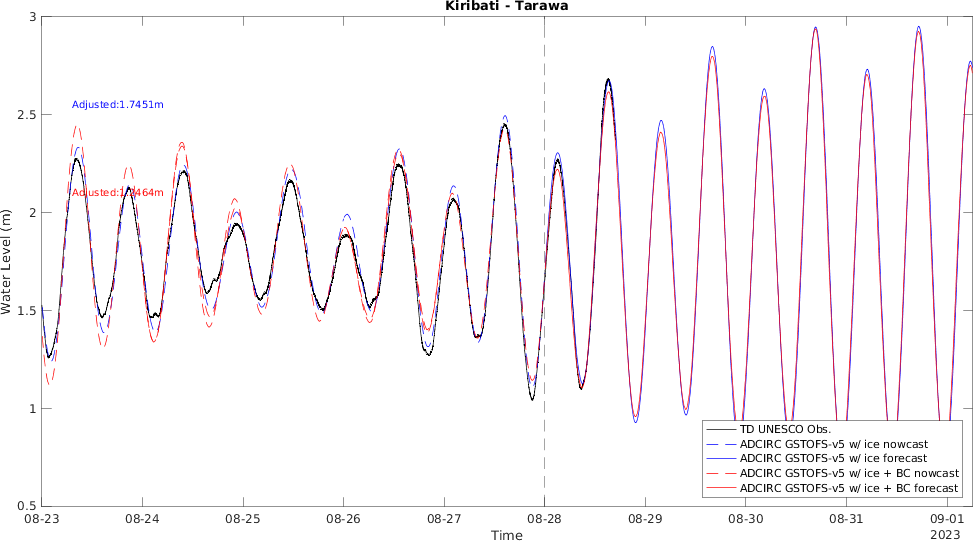 Kiribati - Tarawa
3
2.5
2
1.5
1
0.5
Water Level (m)
Adjusted:1.7451m
TD UNESCO Obs.
ADCIRC GSTOFS-v5 w/ ice nowcast
ADCIRC GSTOFS-v5 w/ ice forecast
ADCIRC GSTOFS-v5 w/ ice + BC nowcast
ADCIRC GSTOFS-v5 w/ ice + BC forecast
08-23 08-24 08-25 08-26 08-27 08-28 08-29 08-30 08-31 09-01
2023
Time